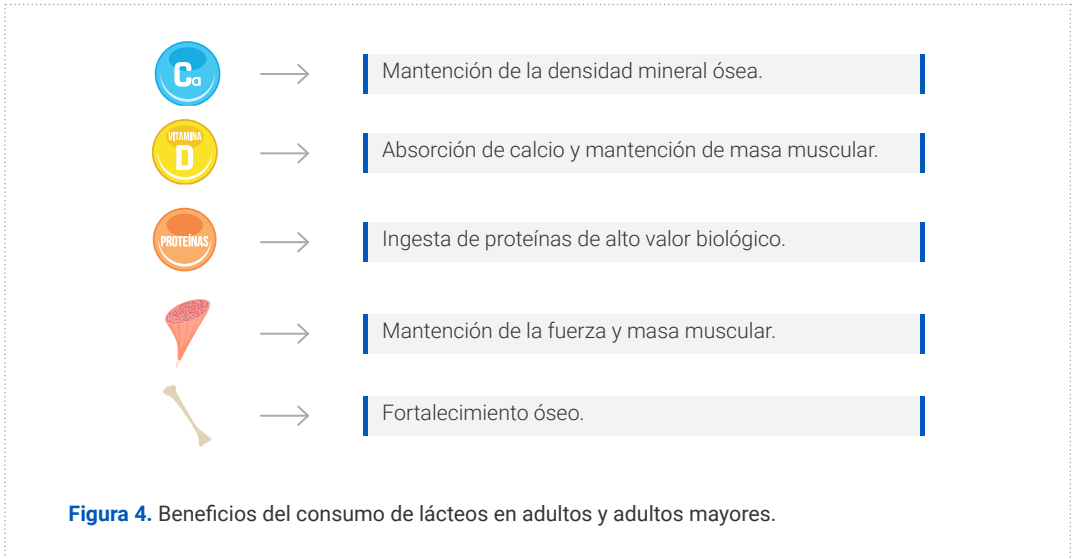 Ca
Mantención de la densidad mineral ósea.
VITAMINA
D
Absorción de calcio y mantención de masa muscular.
PROTEÍNAS
Ingesta de proteínas de alto valor biológico.
Mantención de la fuerza y masa muscular.
Fortalecimiento óseo.
Figura 4. Beneficios del consumo de lácteos en adultos y adultos mayores.